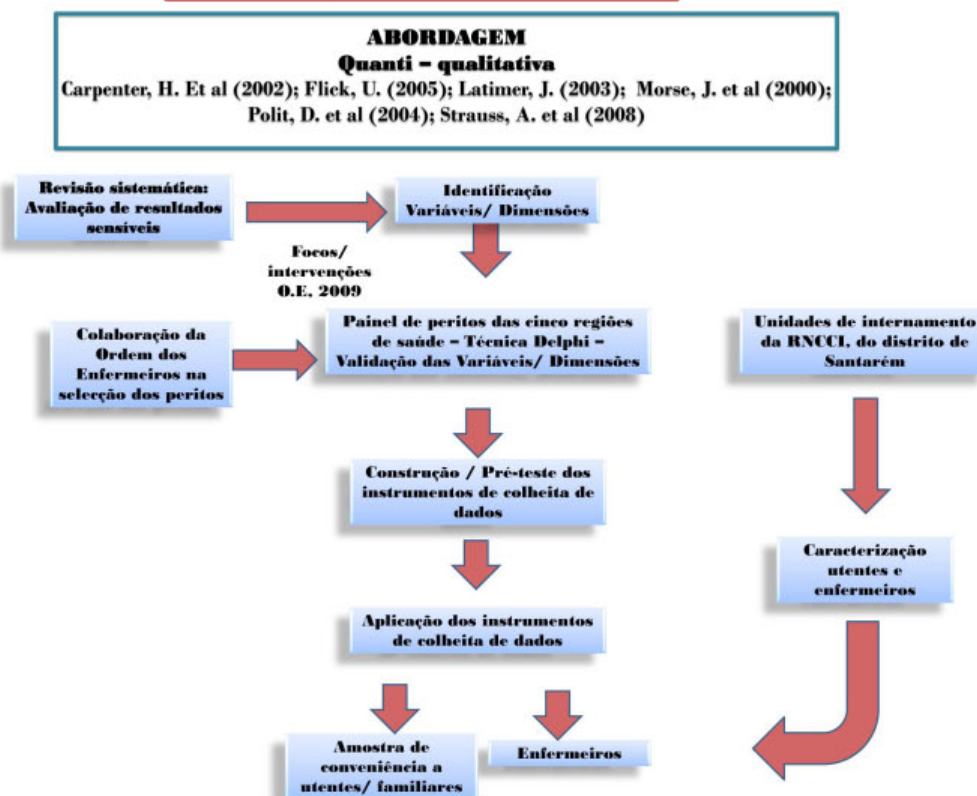 ABORDAGEM
Quanti – qualitativa
Carpenter, H. Et al (2002); Flick, U. (2005); Latimer, J. (2003); Morse, J. et al (2000);
Polit, D. et al (2004); Strauss, A. et al (2008)
Revisão sistemática:
Avaliação de resultados
sensíveis
Identificação
Variáveis/ Dimensões
Focos/
intervenções
O.E, 2009
Colaboração da
Ordem dos
Enfermeiros na
selecção dos peritos
Painel de peritos das cinco regiões
de saúde – Técnica Delphi –
Validação das Variáveis/ Dimensões
Unidades de internamento
da RNCCI, do distrito de
Santarém
Construção / Pré-teste dos
instrumentos de colheita de
dados
Caracterização
utentes e
enfermeiros
Aplicação dos instrumentos
de colheita de dados
Amostra de
conveniência a
utentes/ familiares
Enfermeiros